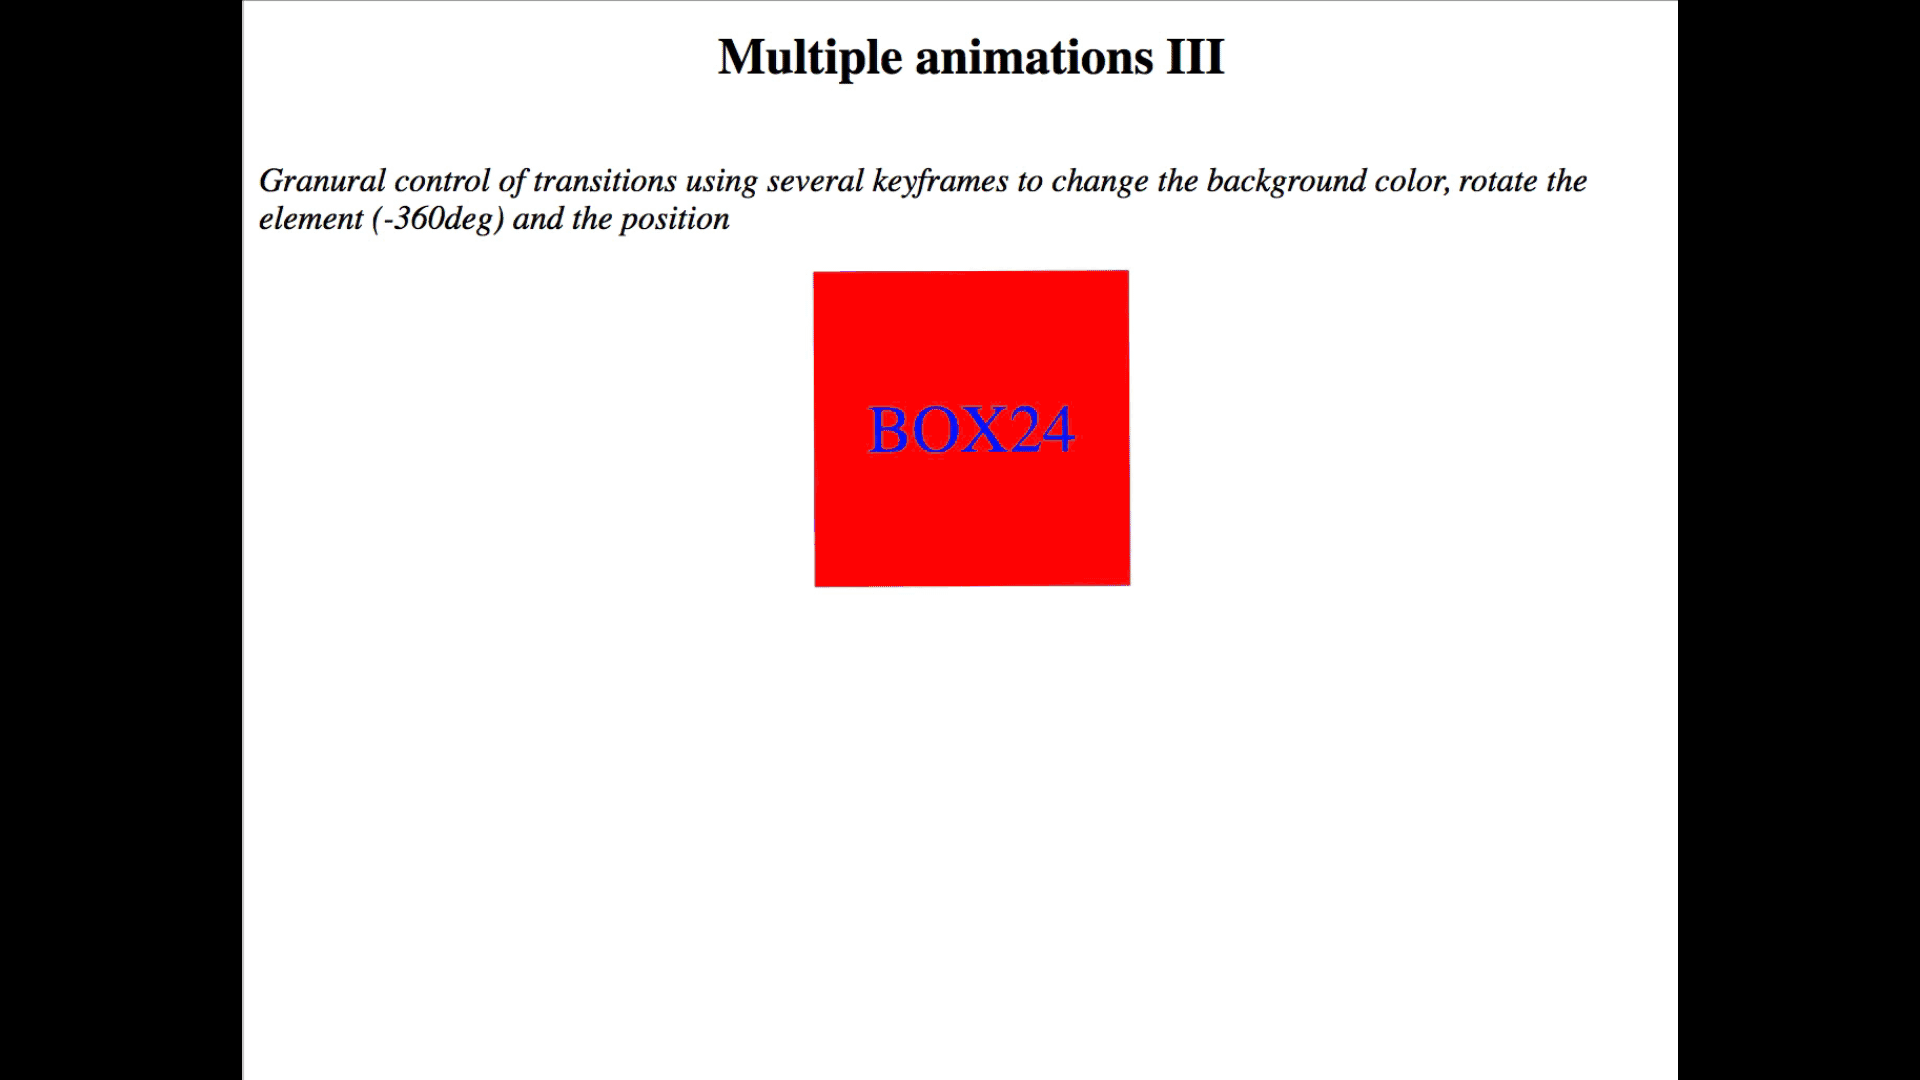 Multiple animations III
Granural control of transitions using several keyframes to change the background color, rotate the
element (-360deg) and the position
BOX24